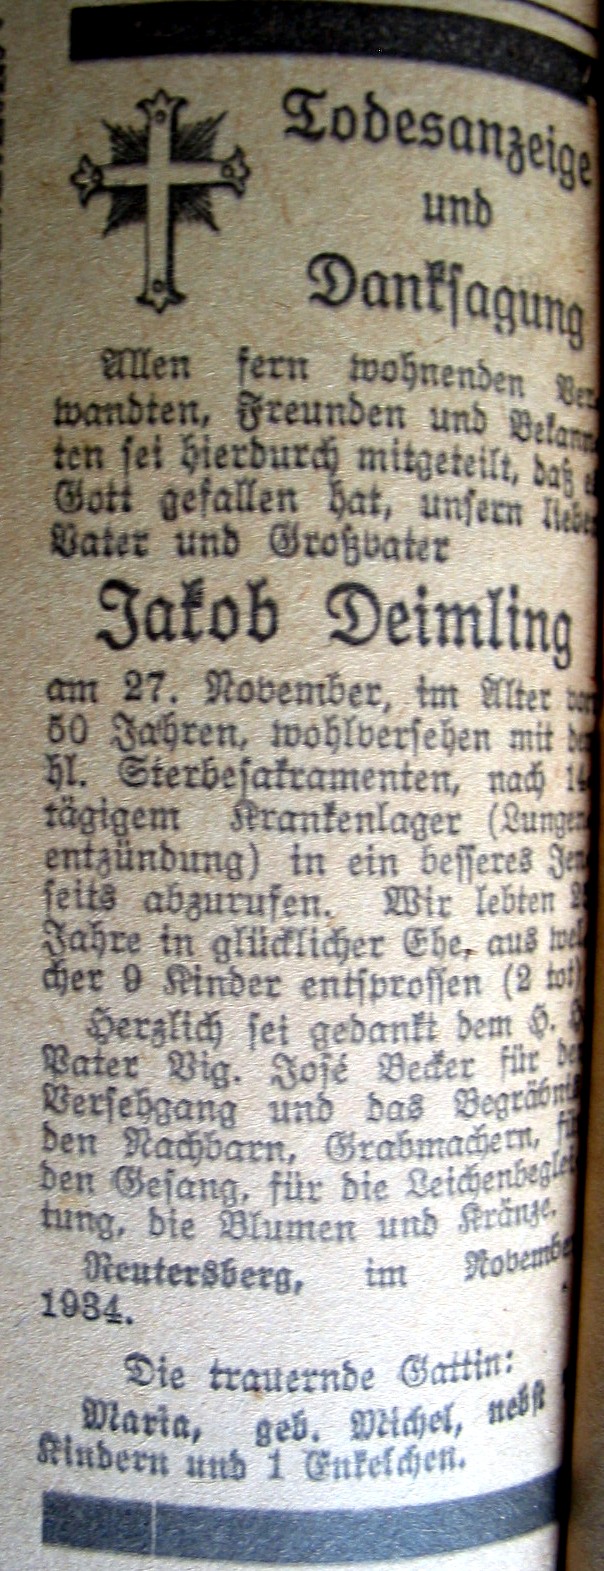 Todesanzeige
und
Danksagung
Allen fern wohnenden Ver-
wandten, Freunden und Bekann-
ten sei hierdurch mitgeteilt, daß
Gott gefallen hat, unsern lieben
Vater und Großvater
Jakob Deimling
am 27. November, im Alter von
50 Jahren, wohlversehen mit den
hl. Sterbesakramenten, nach 14-
tägigem Krankenlager (Lungen-
entzündung) in ein besseres Jen-
seits abzurufen. Wir lebten
Jahre in glücklicher Ehe, aus wel-
cher 9 Kinder entsprossen (2 tot)
Herzlich sei gedankt dem H. H.
Pater Vig. José Becker für den
Versehgang und das Begräbnis
den Nachbarn, Grabmachern, für
den Gesang, für die Leichenbeglei-
tung, die Blumen und Kränze.
Reutersberg, im November
1934.
Die trauernde Gattin:
Maria, geb. Michel, nebst
Kindern und 1 Enkelchen.